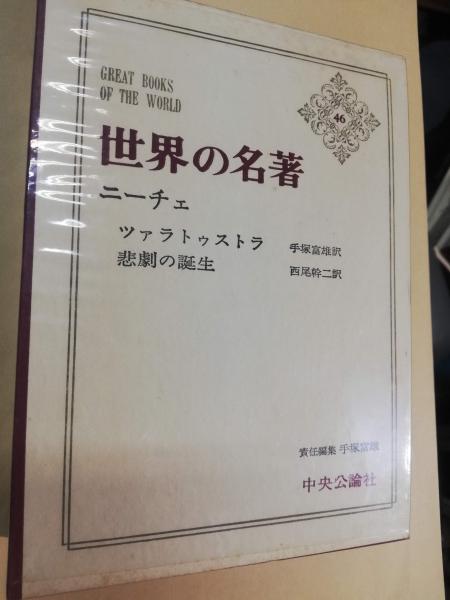 GREAT BOOKS
OF THE WORLD
46
世界の名著
ニーチェ
ツァラトゥストラ 手塚富雄訳
悲劇の誕生 西尾幹二訳
責任編集 手塚富雄
中央公論社